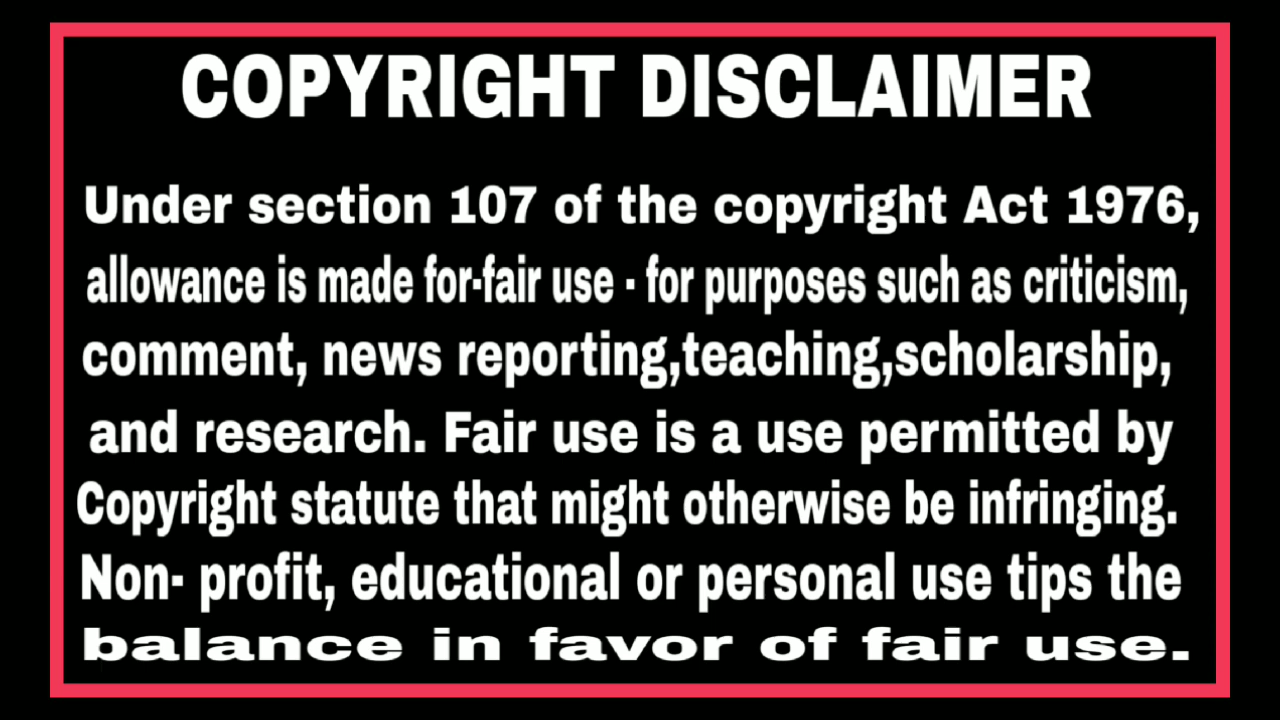 COPYRIGHT DISCLAIMER
Under section 107 of the copyright Act 1976,
allowance is made for-fair use - for purposes such as criticism,
comment, news reporting,teaching,scholarship,
and research. Fair use is a use permitted by
Copyright statute that might otherwise be infringing.
Non- profit, educational or personal use tips the
balance in favor of fair use.